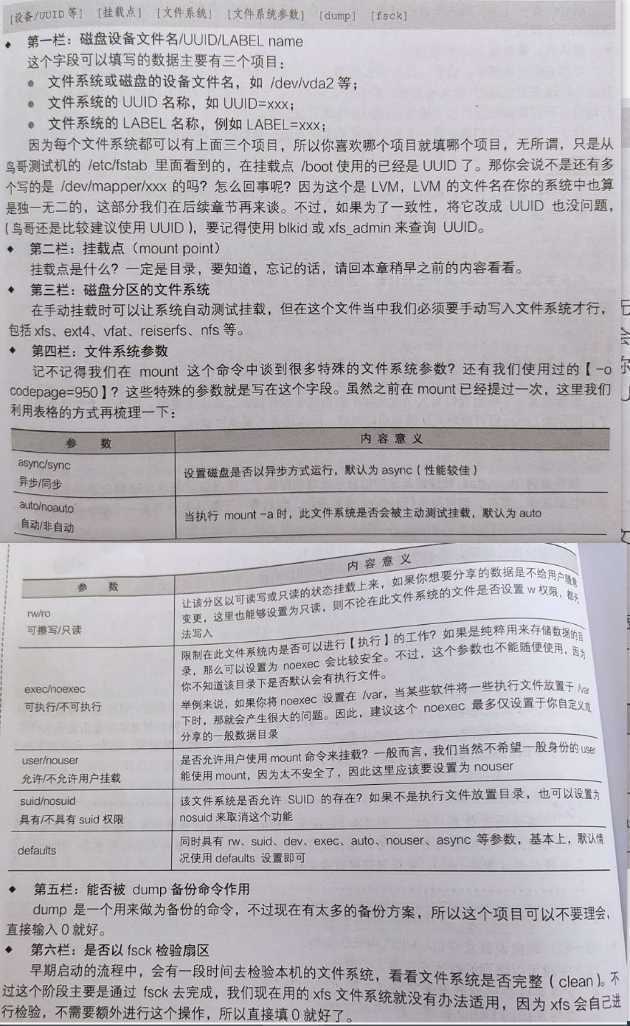 [设备/UUID 等] [挂载点] [文件系统] [文件系统参数] [dump] [fsck]
◆ 第一栏：磁盘设备文件名/UUID/LABEL name
这个字段可以填写的数据主要有三个项目：
● 文件系统或磁盘的设备文件名，如 /dev/vda2 等；
● 文件系统的 UUID 名称，如 UUID=xxx；
● 文件系统的 LABEL 名称，例如 LABEL=xxx；
因为每个文件系统都可以有上面三个项目，所以你喜欢哪个项目就填哪个项目，无所谓，只是从
鸟哥测试机的 /etc/fstab 里面看到的，在挂载点 /boot 使用的已经是 UUID 了。那你会说不是还有多
个写的是 /dev/mapper/xxx 的吗？怎么回事呢？因为这个是 LVM，LVM 的文件名在你的系统中也算
是独一无二的，这部分我们在后续章节再来谈。不过，如果为了一致性，将它改成 UUID 也没问题，
（鸟哥还是比较建议使用 UUID），要记得使用 blkid 或 xfs_admin 来查询 UUID。
◆ 第二栏：挂载点（mount point）
挂载点是什么？一定是目录，要知道，忘记的话，请回本章稍早之前的内容看看。
◆ 第三栏：磁盘分区的文件系统
在手动挂载时可以让系统自动测试挂载，但在这个文件当中我们必须要手动写入文件系统才行，
包括 xfs、ext4、vfat、reiserfs、nfs 等。
◆ 第四栏：文件系统参数
记不记得我们在 mount 这个命令中谈到很多特殊的文件系统参数？还有我们使用过的【-o
codepage=950】？这些特殊的参数就是写在这个字段。虽然之前在 mount 已经提过一次，这里我们
利用表格的方式再梳理一下：
参 数 内 容 意 义
async/sync
异步/同步
设置磁盘是否以异步方式运行，默认为 async（性能较佳）
auto/noauto
自动/非自动
当执行 mount -a 时，此文件系统是否会被主动测试挂载，默认为 auto
参 数 内 容 意 义
rw/ro
可擦写/只读
让该分区以可读写或只读的状态挂载上来，如果你想要分享的数据是不给用户随意
变更，这里也能够设置为只读，则不论在此文件系统的文件是否设置 w 权限，都无
法写入
exec/noexec
可执行/不可执行
限制在此文件系统内是否可以进行【执行】的工作？如果是纯粹用来存储数据的目
录，那么可以设置为 noexec 会比较安全。不过，这个参数也不能随便使用，因为
你不知道该目录下是否默认会有执行文件。
举例来说，如果你将 noexec 设置在 /var，当某些软件将一些执行文件放置于 /var
下时，那就会产生很大的问题。因此，建议这个 noexec 最多仅设置于你自定义或
分享的一般数据目录
user/nouser
允许/不允许用户挂载
是否允许用户使用 mount 命令来挂载？一般而言，我们当然不希望一般身份的 user
能使用 mount，因为太不安全了，因此这里应该要设置为 nouser
suid/nosuid
具有/不具有 suid 权限
该文件系统是否允许 SUID 的存在？如果不是执行文件放置目录，也可以设置为
nosuid 来取消这个功能
defaults
同时具有 rw、suid、dev、exec、auto、nouser、async 等参数，基本上，默认情
况使用 defaults 设置即可
◆ 第五栏：能否被 dump 备份命令作用
dump 是一个用来做为备份的命令，不过现在有太多的备份方案，所以这个项目可以不要理会，
直接输入 0 就好。
◆ 第六栏：是否以 fsck 检验扇区
早期启动的流程中，会有一段时间去检验本机的文件系统，看看文件系统是否完整（clean）。不
过这个阶段主要是通过 fsck 去完成，我们现在用的 xfs 文件系统就没有办法适用，因为 xfs 会自己进
行检验，不需要额外进行这个操作，所以直接填 0 就好了。